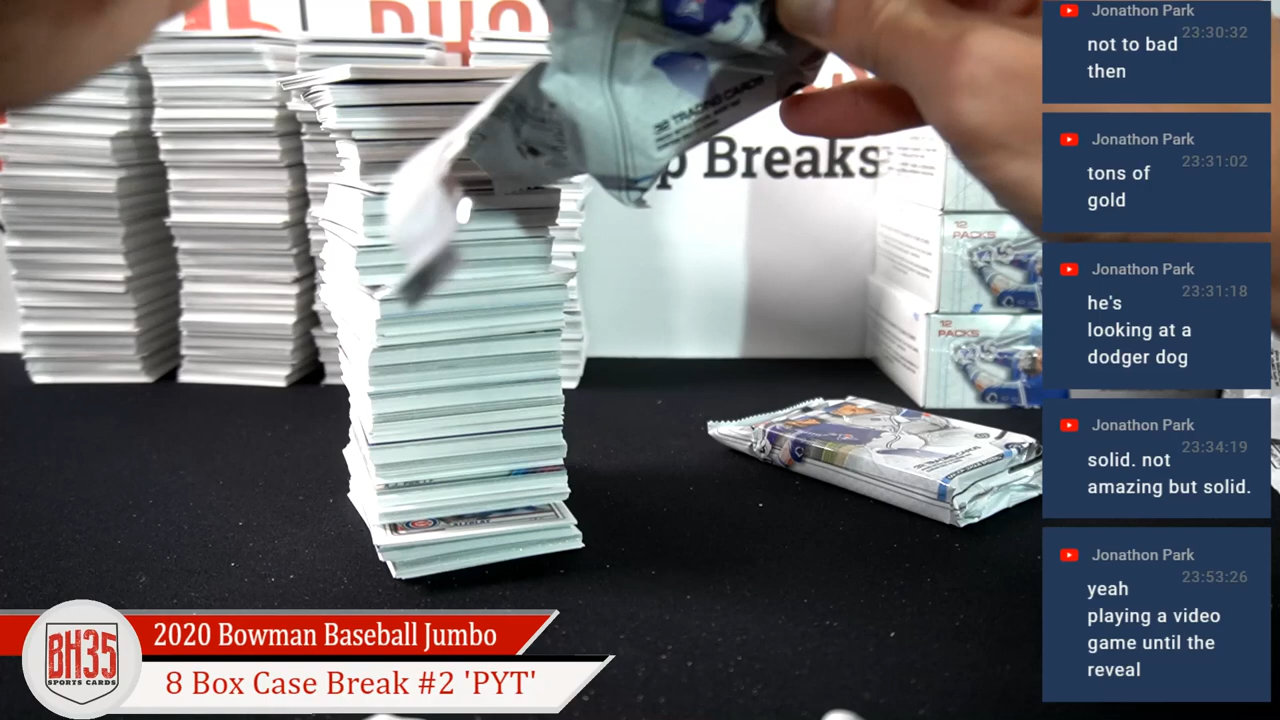 32 TRADING CARDS
p Breaks
12
PACKS
12
PACKS
2020 Bowman Baseball Jumbo
8 Box Case Break #2 'PYT'
BH35
SPORTS CARDS
Jonathon Park
23:30:32
not to bad
then
Jonathon Park
23:31:02
tons of
gold
Jonathon Park
23:31:18
he's
looking at a
dodger dog
Jonathon Park
23:34:19
solid. not
amazing but solid.
Jonathon Park
23:53:26
yeah
playing a video
game until the
reveal